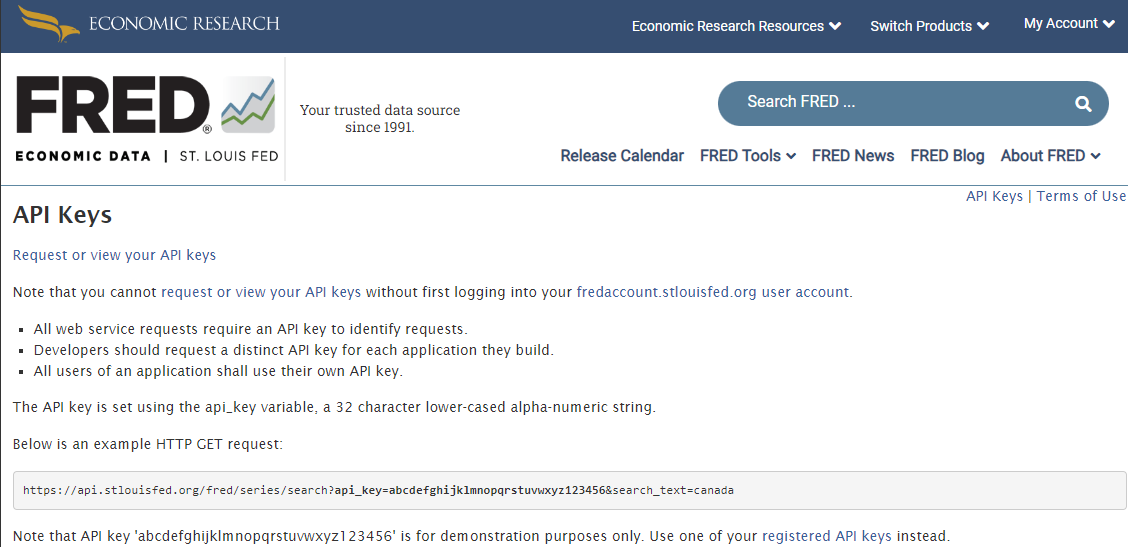 ECONOMIC RESEARCH
Economic Research Resources
Switch Products
My Account
FRED®
ECONOMIC DATA | ST. LOUIS FED
Your trusted data source
since 1991.
Search FRED ...
Release Calendar
FRED Tools
FRED News
FRED Blog
About FRED
API Keys | Terms of Use
API Keys
Request or view your API keys
Note that you cannot request or view your API keys without first logging into your fredaccount.stlouisfed.org user account.
All web service requests require an API key to identify requests.
Developers should request a distinct API key for each application they build.
All users of an application shall use their own API key.
The API key is set using the api_key variable, a 32 character lower-cased alpha-numeric string.
Below is an example HTTP GET request:
https://api.stlouisfed.org/fred/series/search?api_key=abcdefghijklmnopqrstuvwxyz123456&search_text=canada
Note that API key 'abcdefghijklmnopqrstuvwxyz123456' is for demonstration purposes only. Use one of your registered API keys instead.